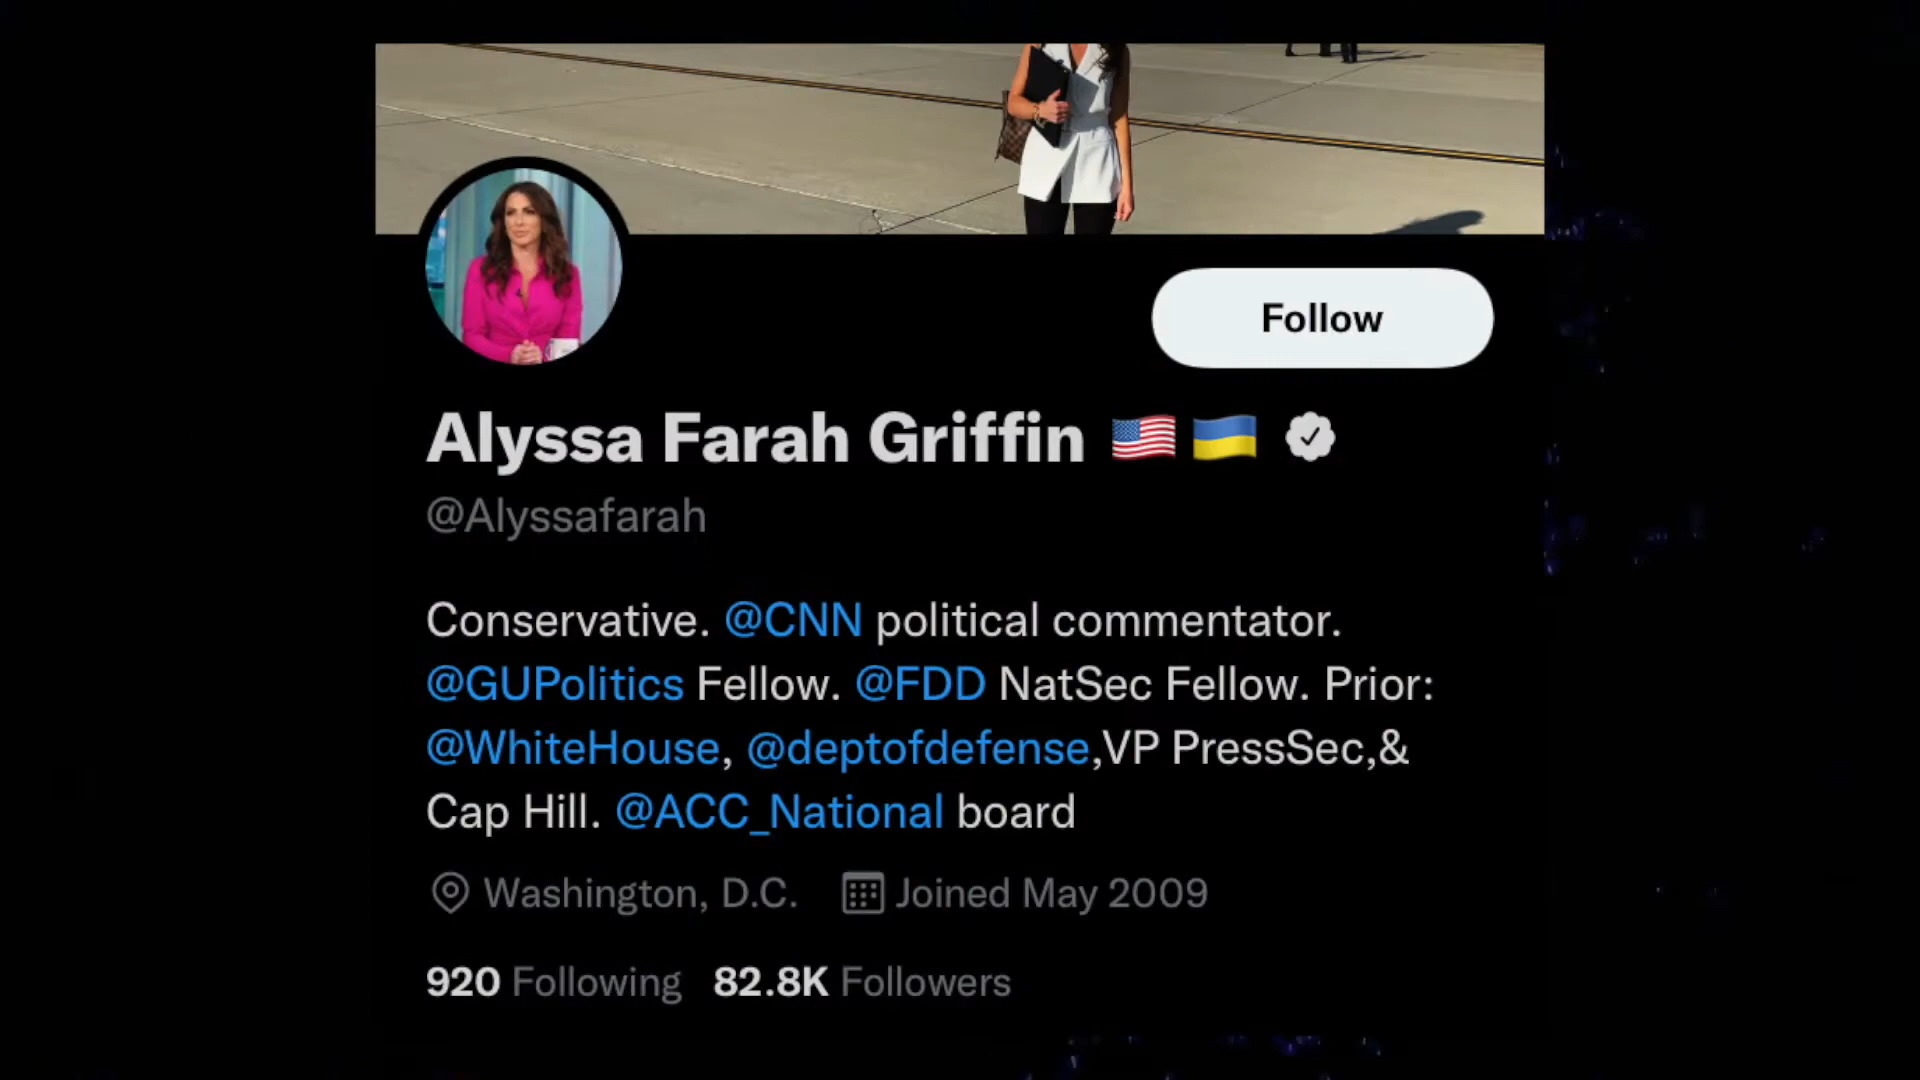 Follow
Alyssa Farah Griffin 🇺🇸 🇺🇦
@Alyssafarah
Conservative. @CNN political commentator.
@GUPolitics Fellow. @FDD NatSec Fellow. Prior:
@WhiteHouse, @deptofdefense,VP PressSec,&
Cap Hill. @ACC_National board
Washington, D.C. Joined May 2009
920 Following 82.8K Followers